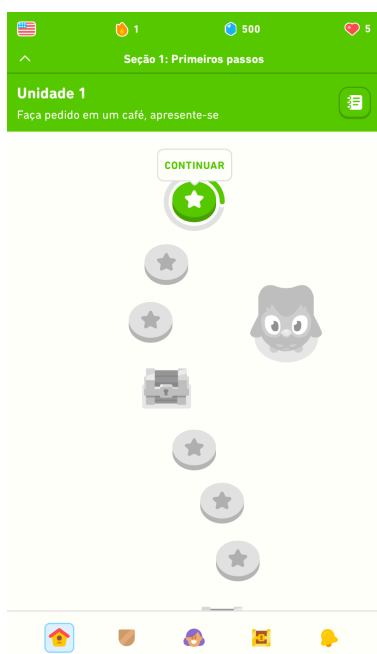 1
500
5
Seção 1: Primeiros passos
Unidade 1
Faça pedido em um café, apresente-se
CONTINUAR